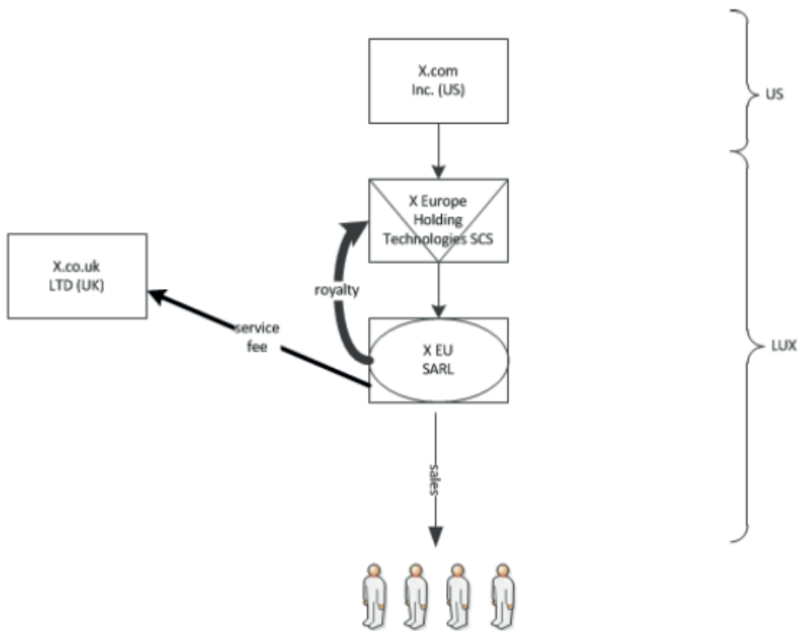 X.com
Inc. (US)
US
X Europe
Holding
Technologies SCS
X.co.uk
LTD (UK)
royalty
service
fee
X EU
SARL
LUX
sales